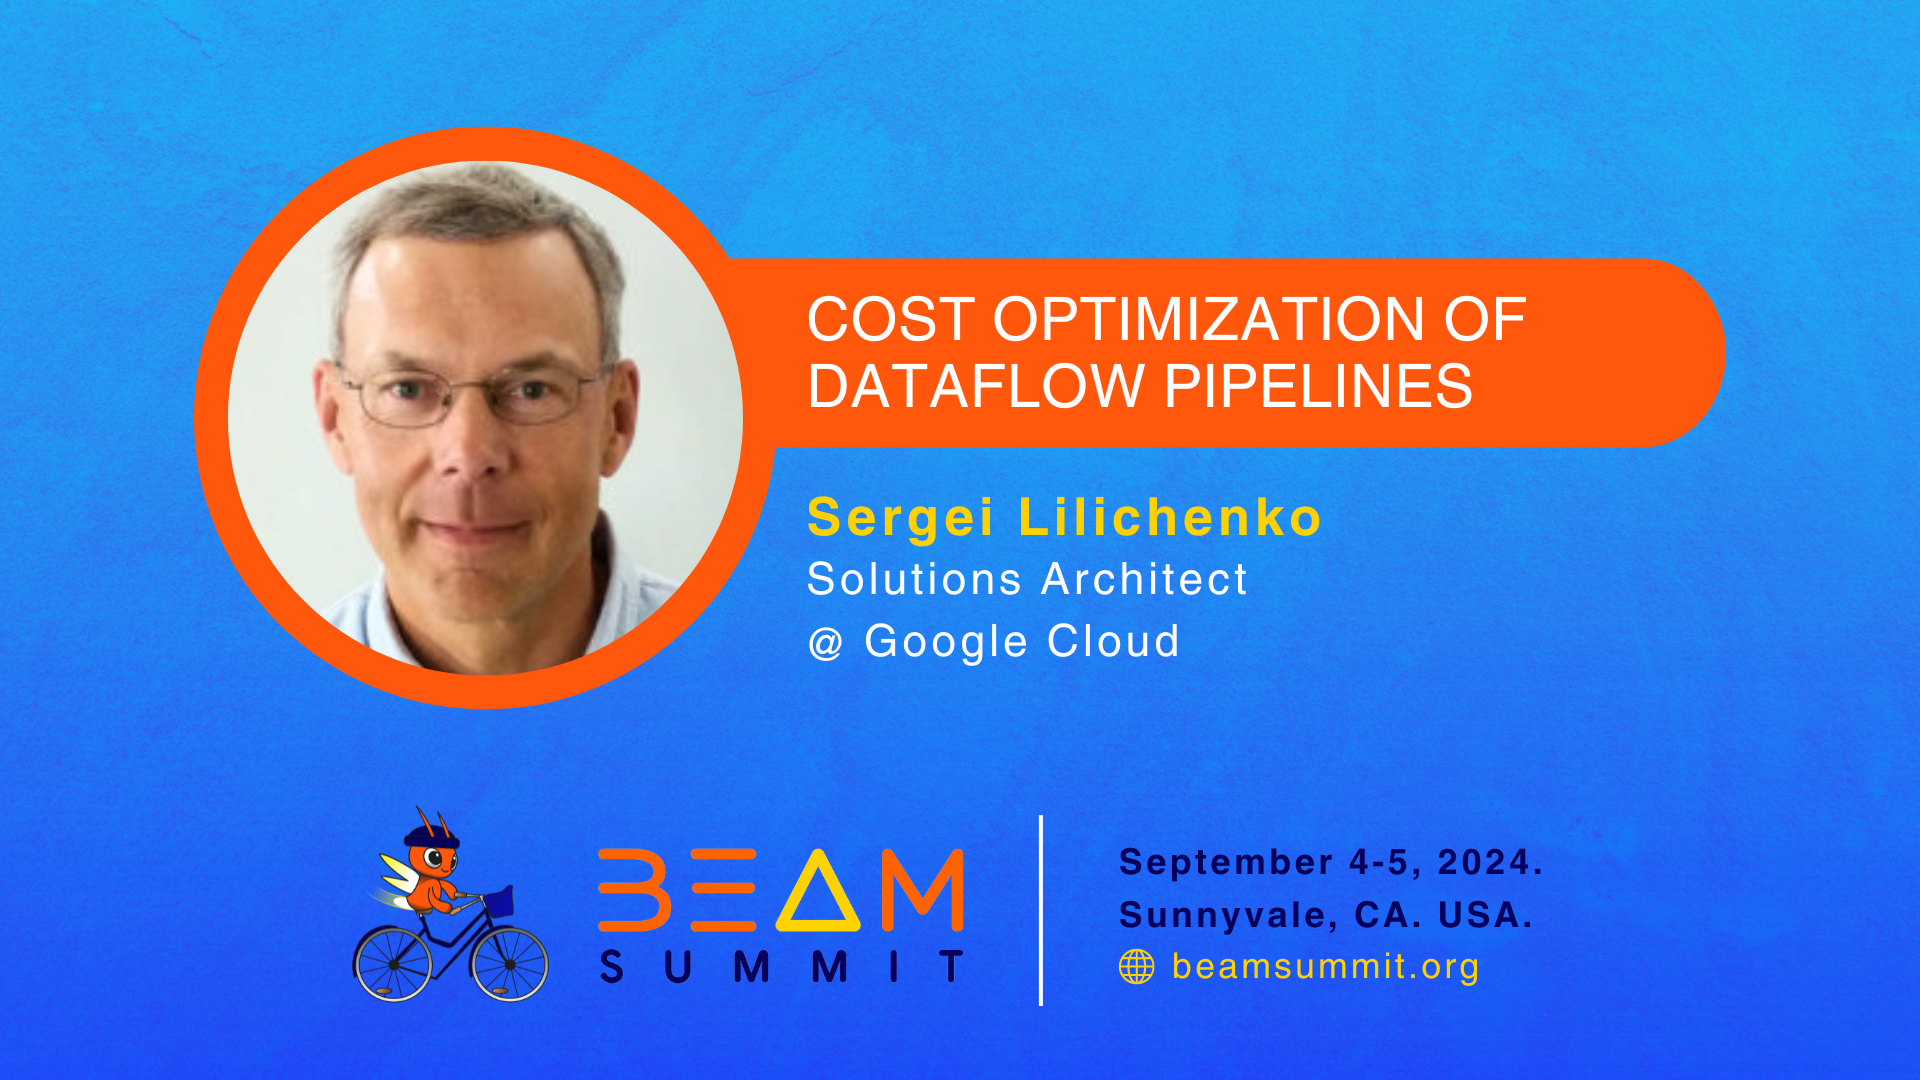 COST OPTIMIZATION OF
DATAFLOW PIPELINES
Sergei Lilichenko
Solutions Architect
@ Google Cloud
BEAM
SUMMIT
September 4-5, 2024.
Sunnyvale, CA. USA.
beamsummit.org